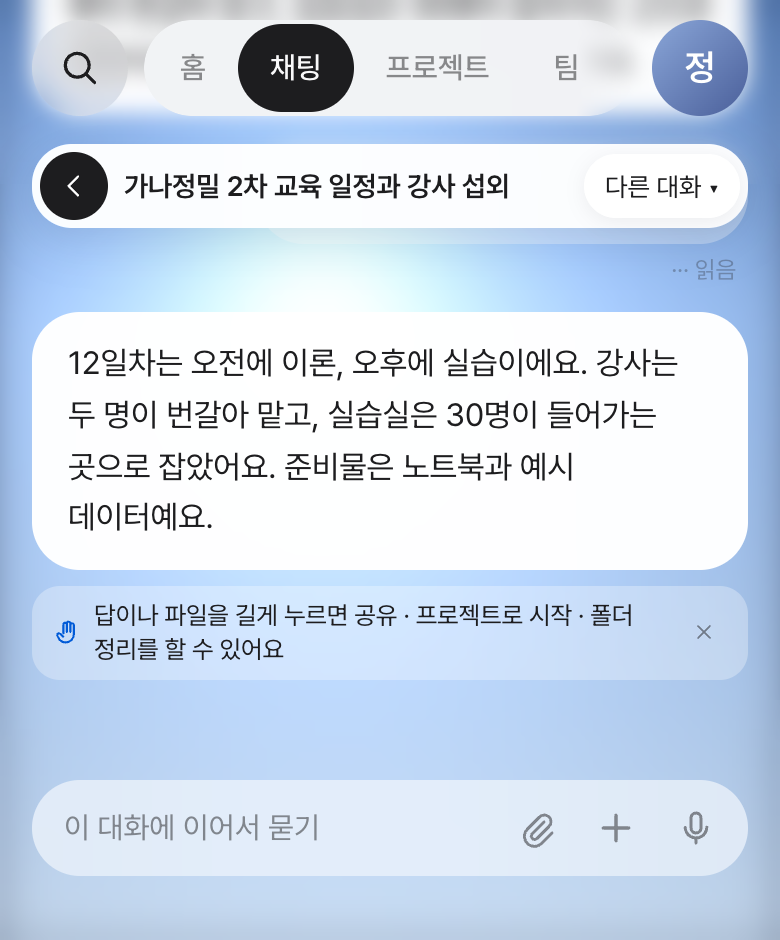 홈
채팅
프로젝트
팀
정
가나정밀 2차 교육 일정과 강사 섭외
다른 대화 ▾
··· 읽음
12일차는 오전에 이론, 오후에 실습이에요. 강사는
두 명이 번갈아 맡고, 실습실은 30명이 들어가는
곳으로 잡았어요. 준비물은 노트북과 예시
데이터예요.
답이나 파일을 길게 누르면 공유 · 프로젝트로 시작 · 폴더
정리를 할 수 있어요
이 대화에 이어서 묻기